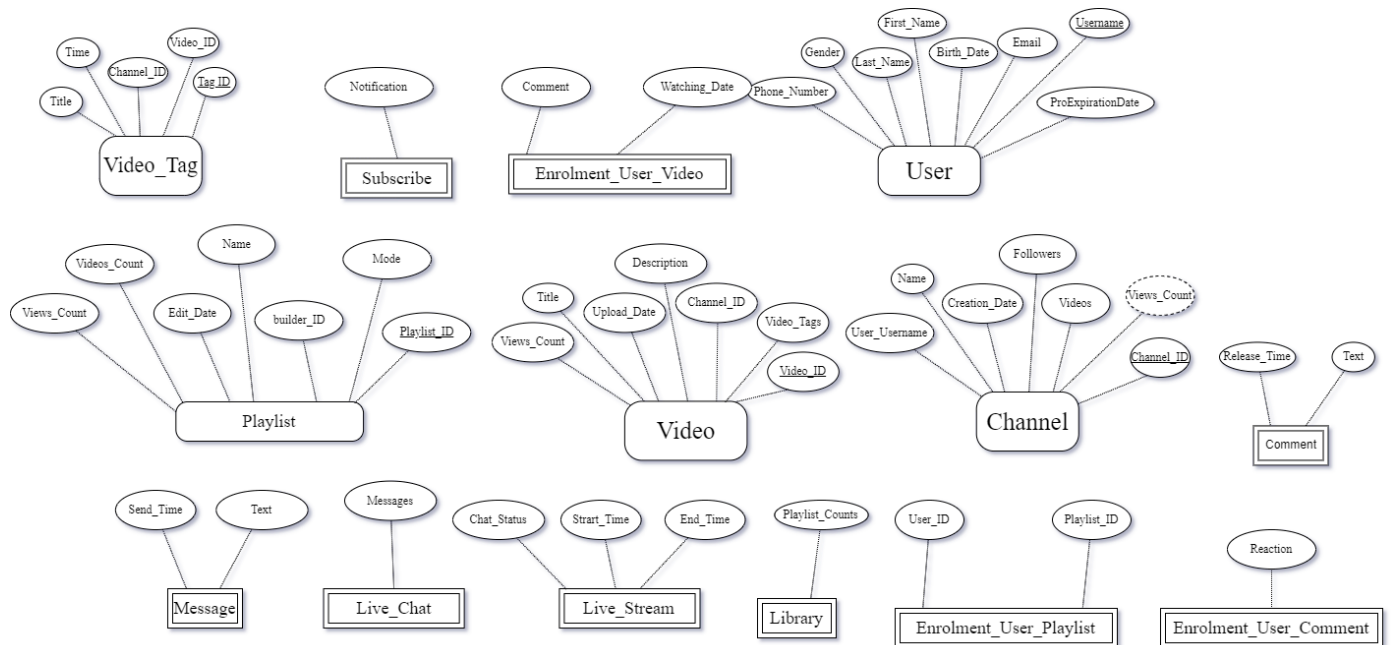 First_Name
Username
Video_ID
Time
Gender
Birth_Date
Email
Last_Name
Channel_ID
Tag ID
Notification
Comment
Watching_Date
Phone_Number
Title
ProExpirationDate
Video_Tag
Subscribe
Enrolment_User_Video
User
Name
Followers
Videos_Count
Mode
Description
Name
Views_Count
Title
Channel_ID
Creation_Date
Videos
Views_Count
Edit_Date
builder_ID
Upload_Date
Video_Tags
Playlist_ID
Views_Count
User_Username
Video_ID
Channel_ID
Release_Time
Text
Playlist
Video
Channel
Comment
Messages
Send_Time
Text
Chat_Status
Strart_Time
End_Time
Playlist_Counts
User_ID
Playlist_ID
Reaction
Message
Live_Chat
Live_Stream
Library
Enrolment_User_Playlist
Enrolment_User_Comment